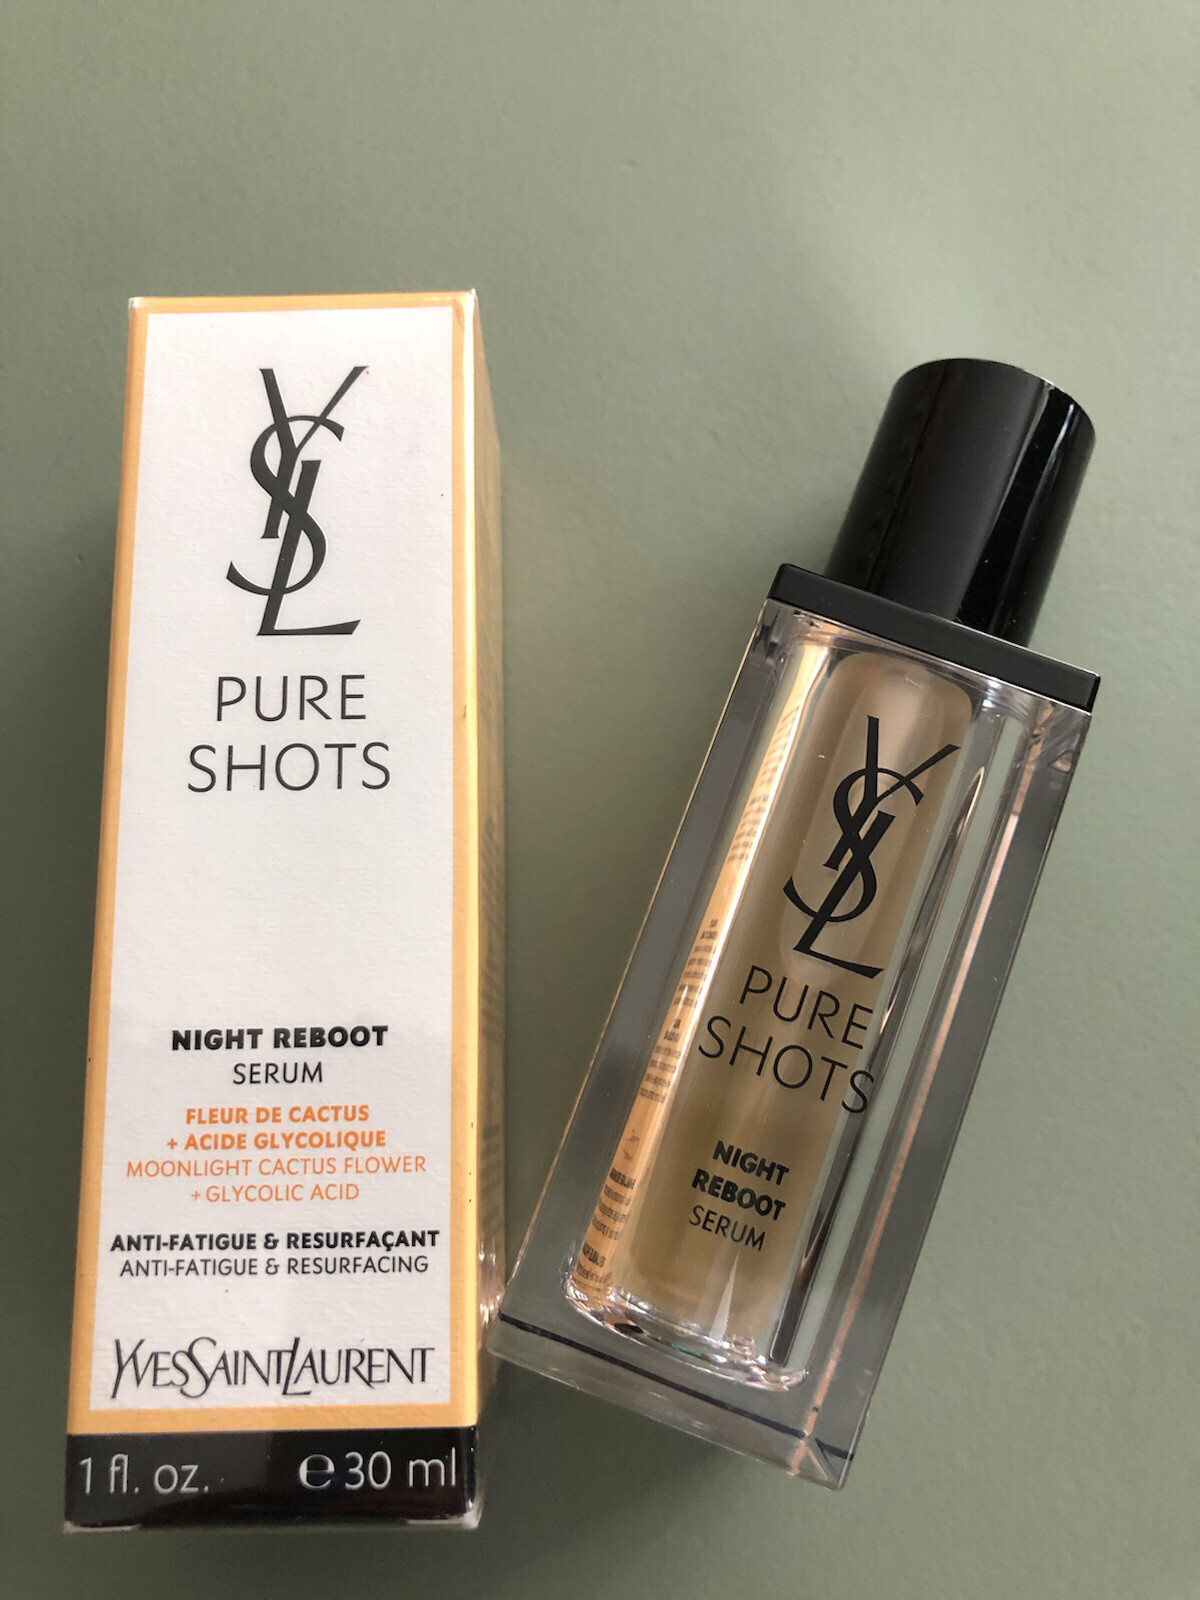 YSL
PURE
SHOTS
NIGHT REBOOT
SERUM
FLEUR DE CACTUS
+ ACIDE GLYCOLIQUE
MOONLIGHT CACTUS FLOWER
+ GLYCOLIC ACID
ANTI-FATIGUE & RESURFAÇANT
ANTI-FATIGUE & RESURFACING
YVESSAINTLAURENT
1 fl. oz. ℮30 ml
YSL
PURE
SHOTS
NIGHT
REBOOT
SERUM